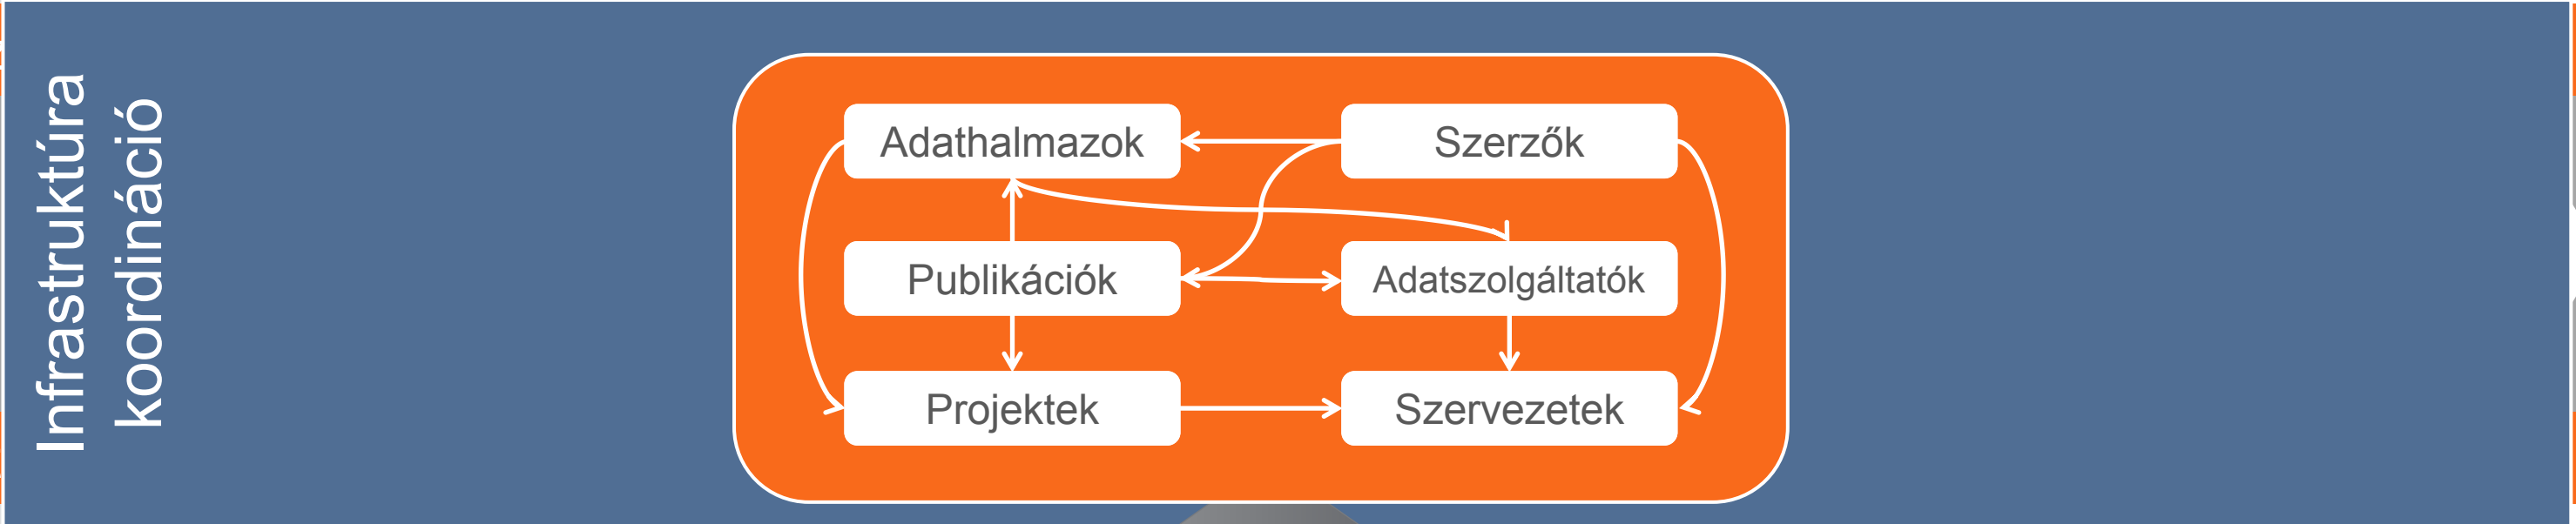 Infrastruktúra
koordináció
Adathalmazok
Szerzők
Publikációk
Adatszolgáltatók
Projektek
Szervezetek